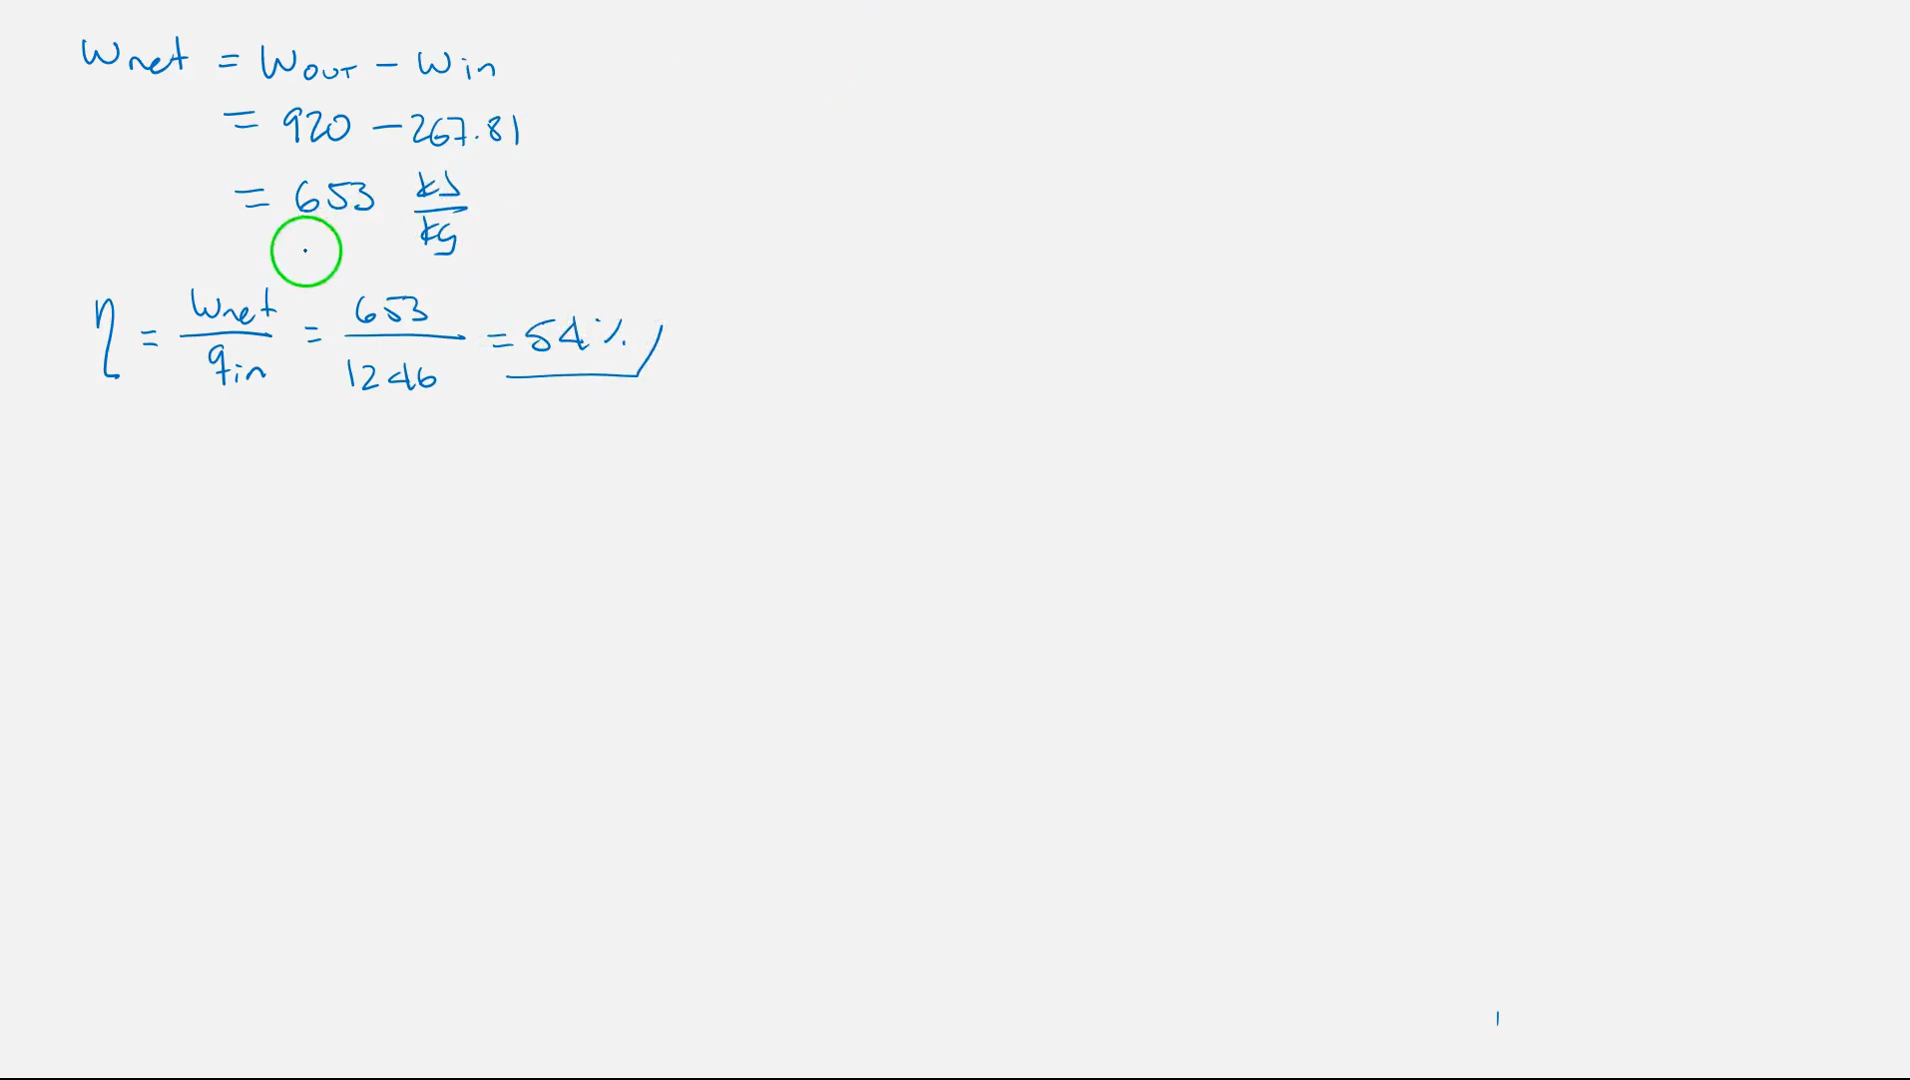 Wnet = WOUT - Win
= 920 - 267.81
= 653 kJ/kg
η = Wnet/qin = 653/1246 = 54%